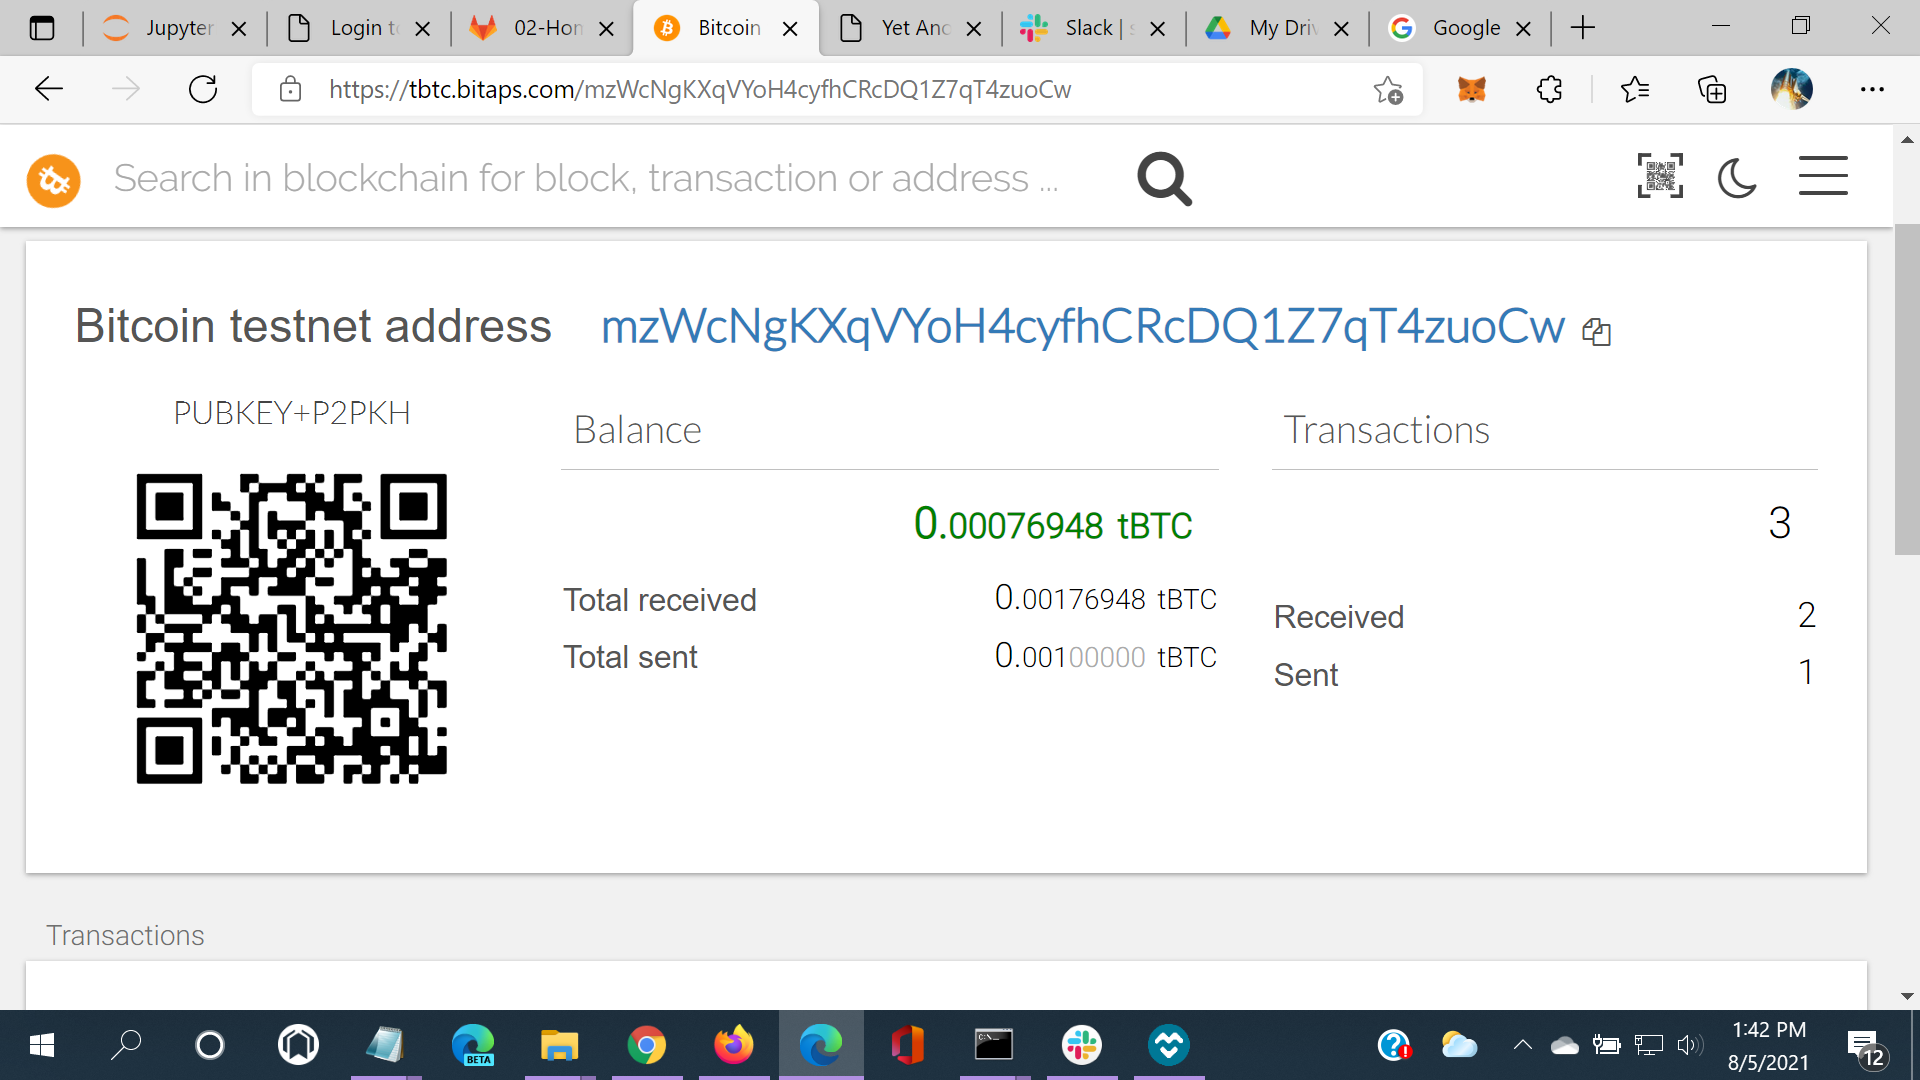 Jupyter
Login t
02-Hon
Bitcoin
Yet Anc
Slack | s
My Driv
Google
https://tbtc.bitaps.com/mzWcNgKXqVYoH4cyfhCRcDQ1Z7qT4zuoCw
Search in blockchain for block, transaction or address ...
Bitcoin testnet address mzWcNgKXqVYoH4cyfhCRcDQ1Z7qT4zuoCw
PUBKEY+P2PKH
Balance
0.00076948 tBTC
Total received 0.00176948 tBTC
Total sent 0.00100000 tBTC
Transactions
3
Received 2
Sent 1
Transactions
BETA
C:\_
1:42 PM
8/5/2021
12